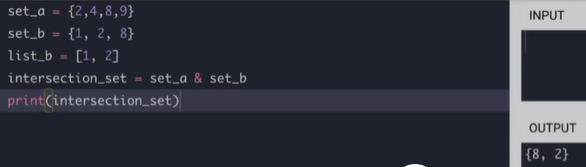 set_a = {2,4,8,9}
set_b = {1, 2, 8}
list_b = [1, 2]
intersection_set = set_a & set_b
print(intersection_set)
INPUT
OUTPUT
{8, 2}